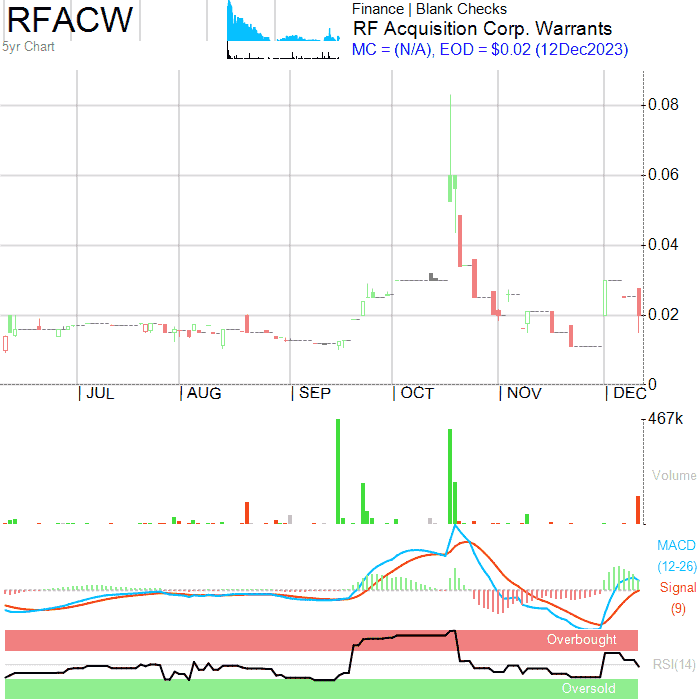 RFACW
5yr Chart
Finance | Blank Checks
RF Acquisition Corp. Warrants
MC = (N/A), EOD = $0.02 (12Dec2023)
0.08
0.06
0.04
0.02
0
| JUL | AUG | SEP | OCT | NOV | DEC
467k
Volume
MACD
(12-26)
Signal
(9)
Overbought
RSI(14)
Oversold